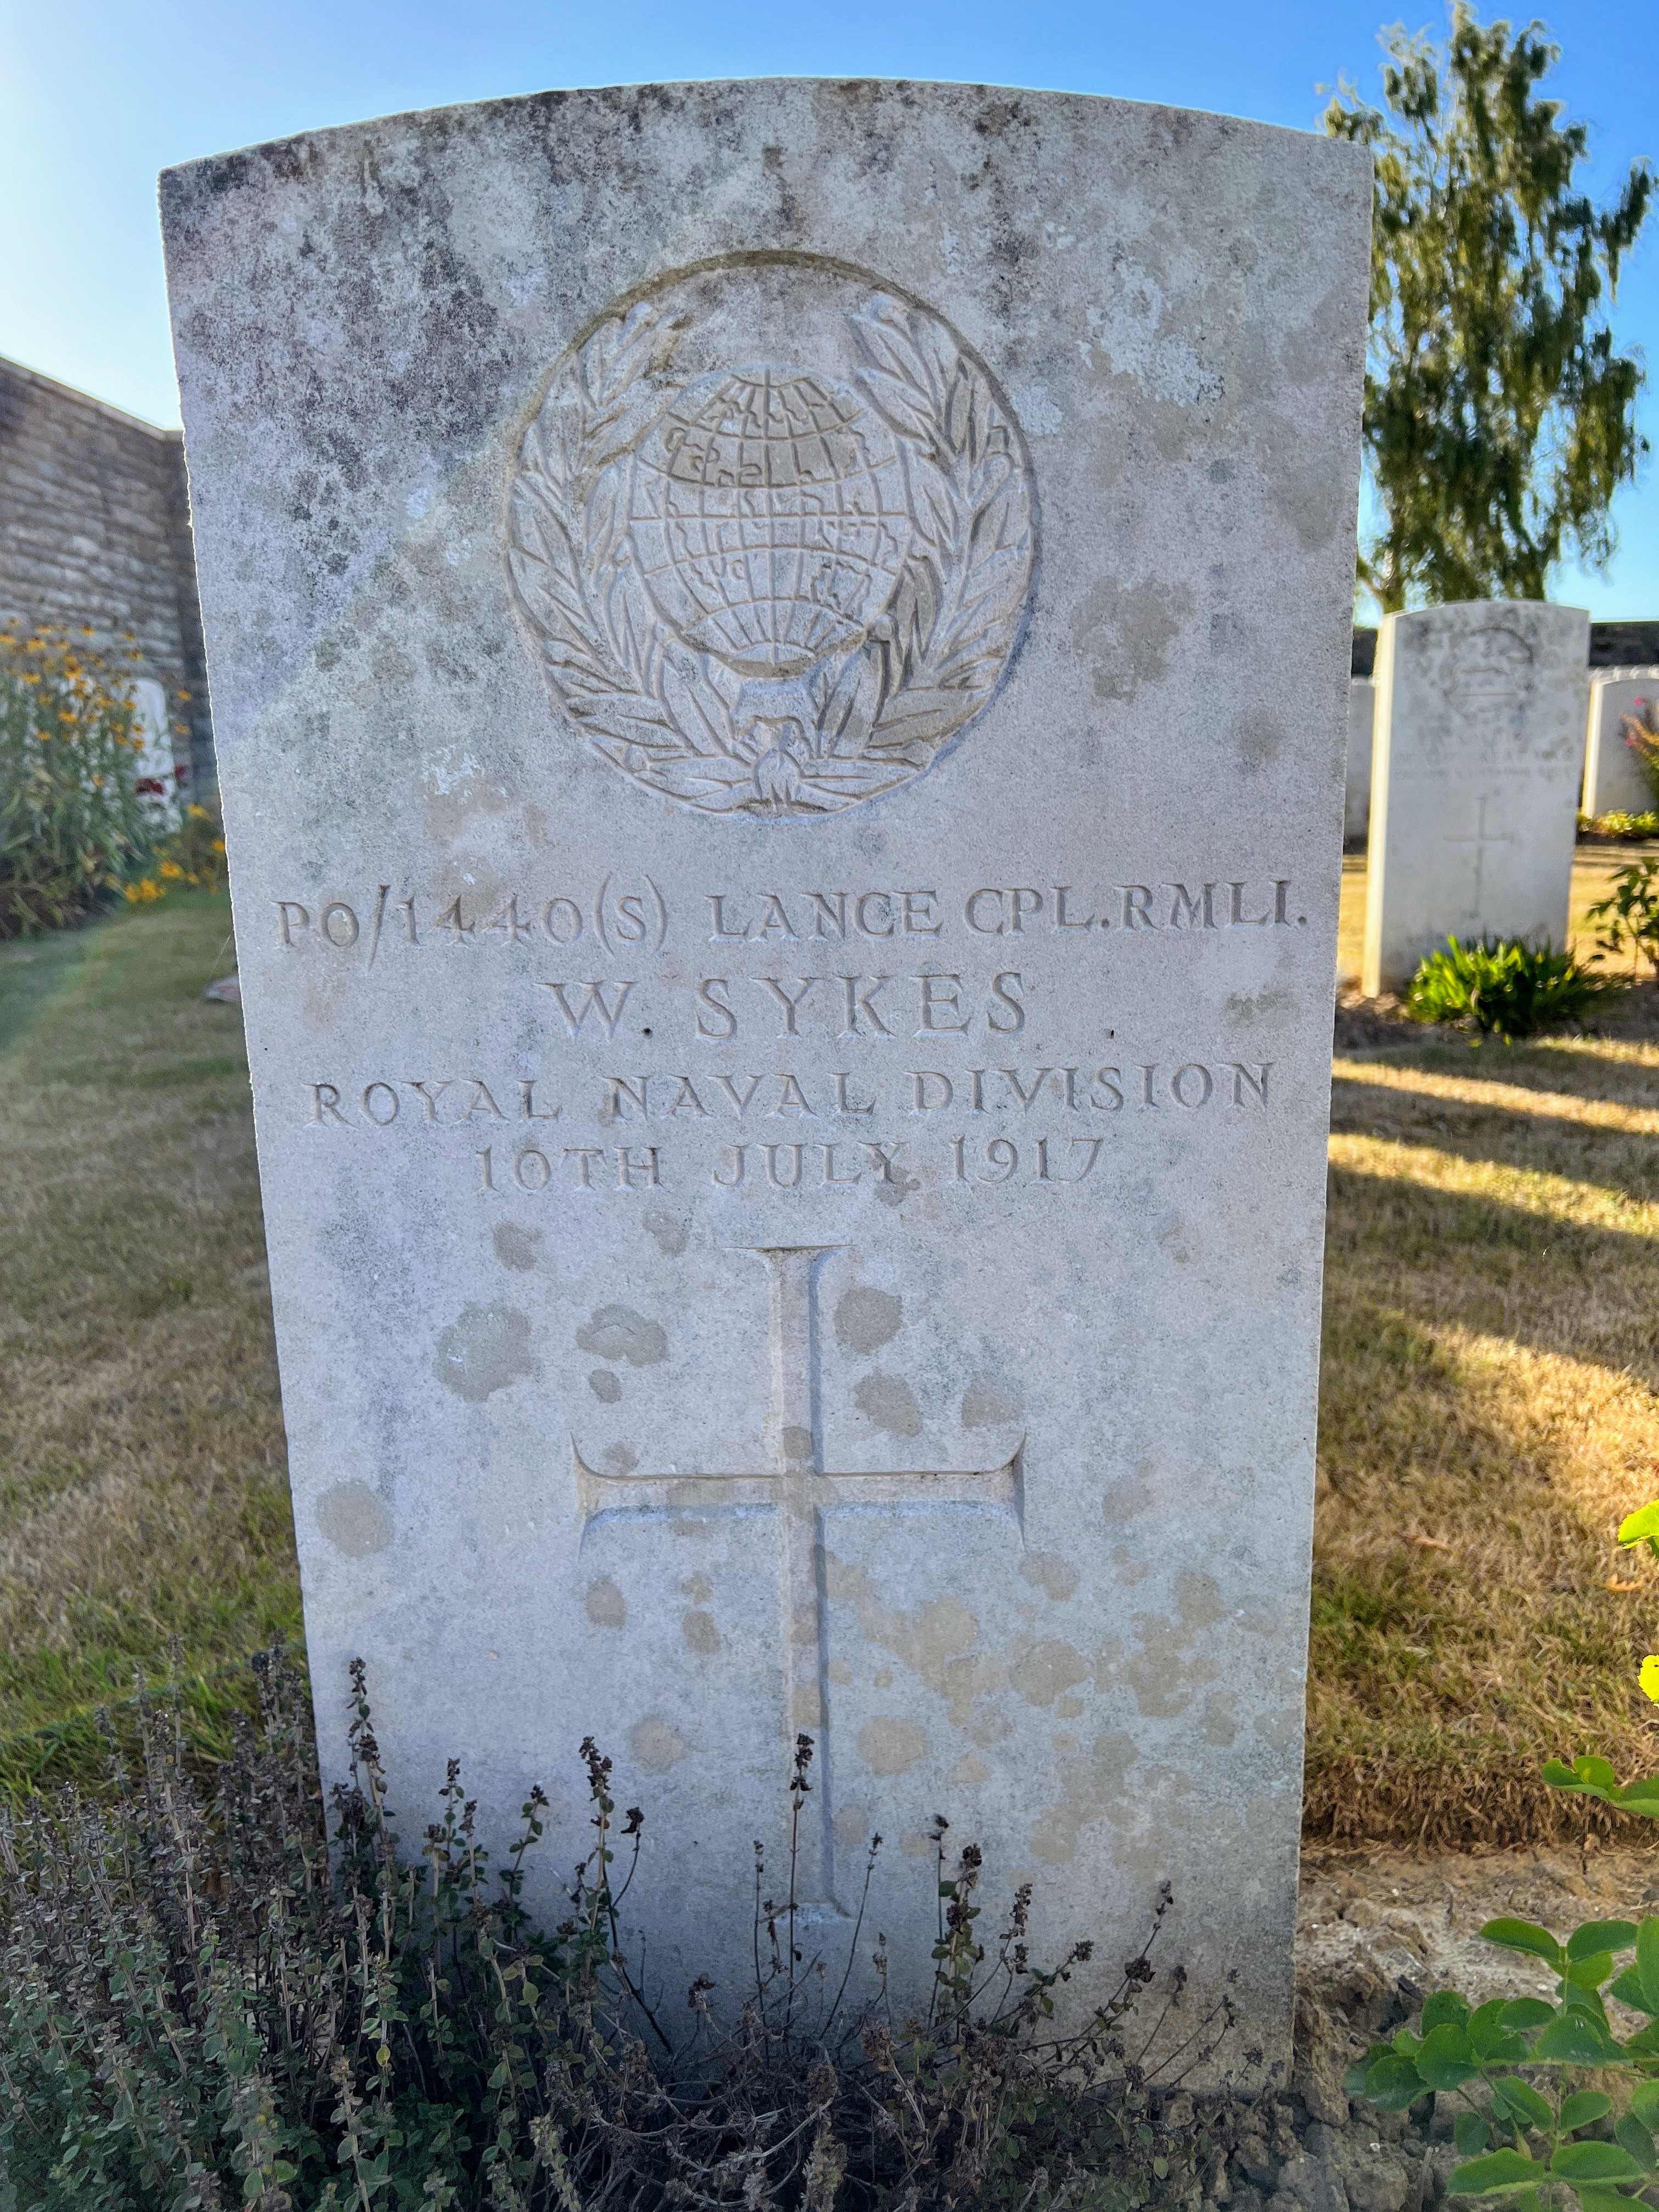 PO/1440(S) LANCE CPL.RMLI.
W. SYKES
ROYAL NAVAL DIVISION
10TH JULY 1917